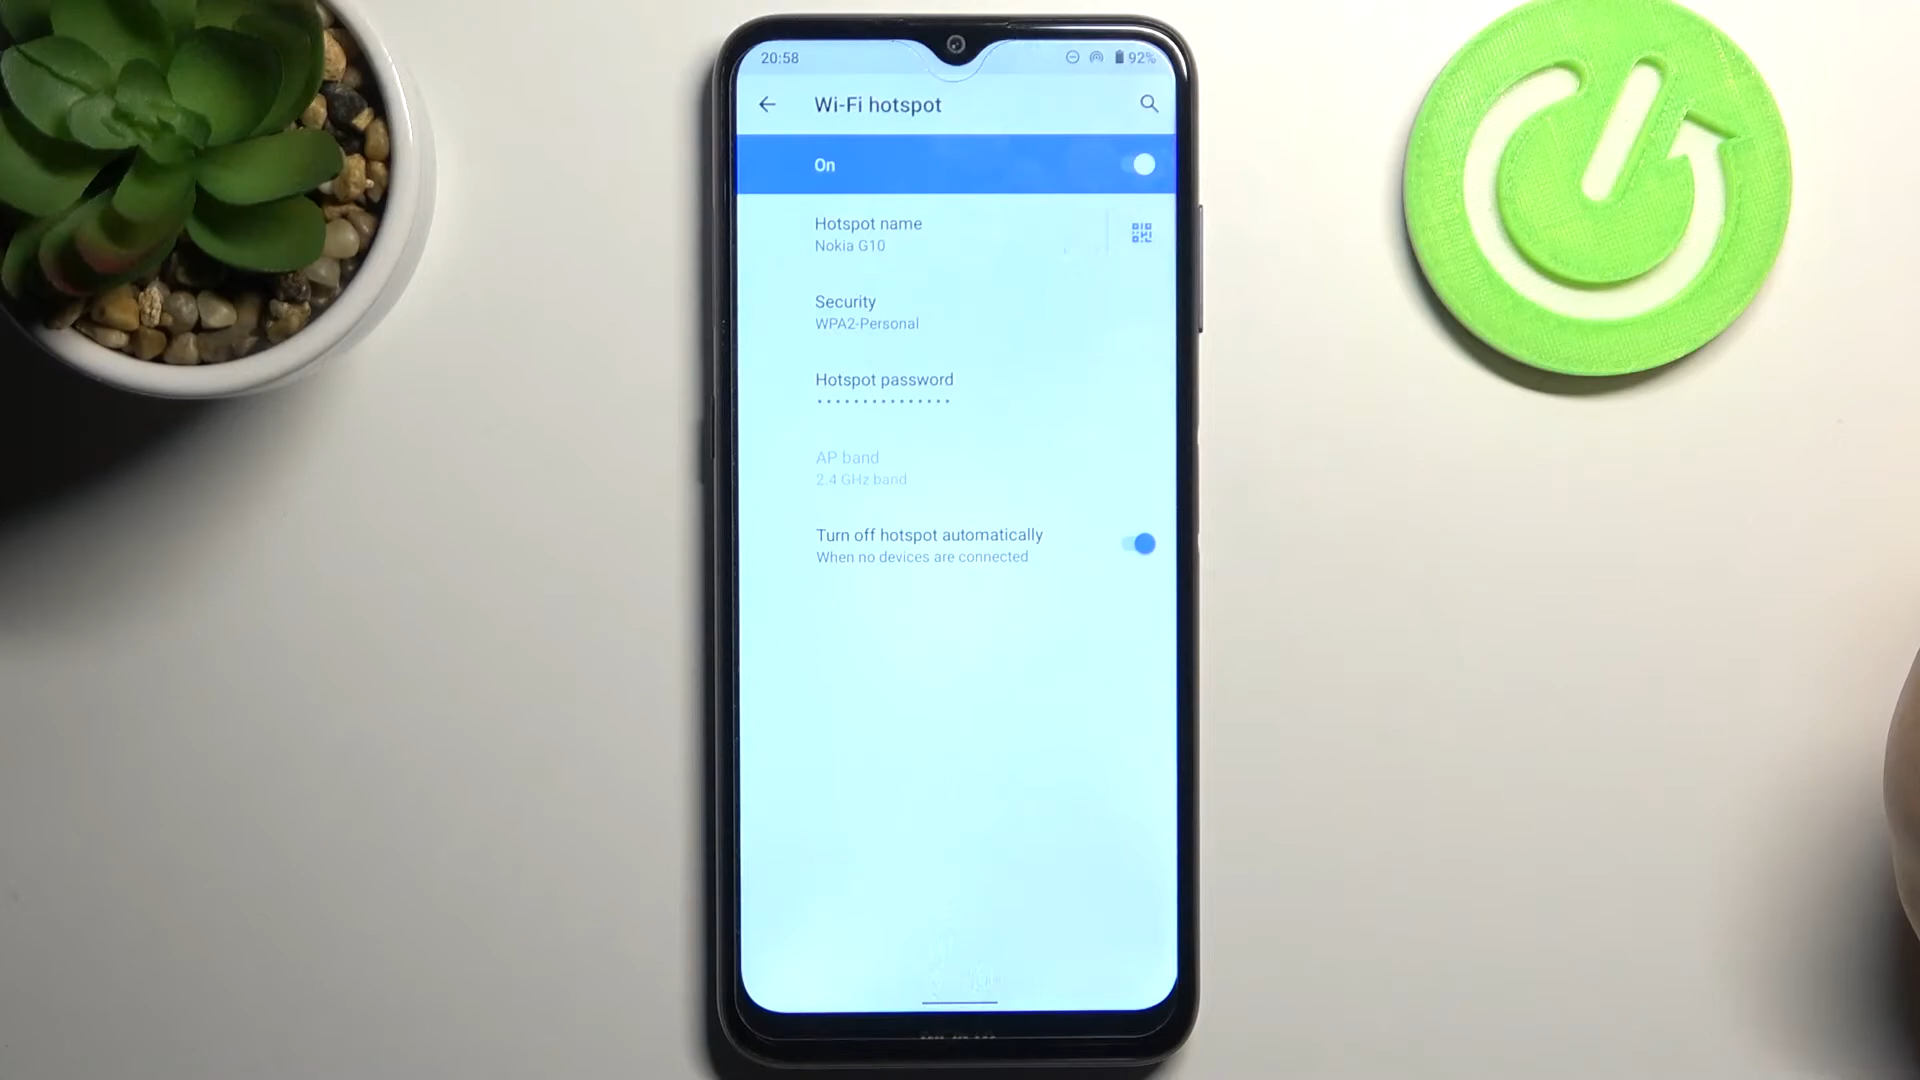 20:58
92%
Wi-Fi hotspot
On
Hotspot name
Nokia G10
Security
WPA2-Personal
Hotspot password
•••••••••••••••
AP band
2.4 GHz band
Turn off hotspot automatically
When no devices are connected